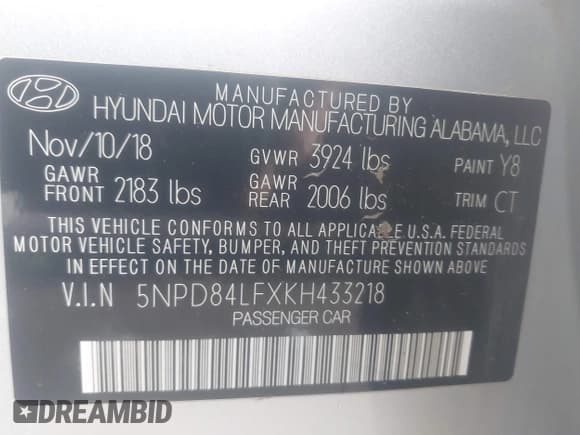 MANUFACTURED BY
HYUNDAI MOTOR MANUFACTURING ALABAMA, LLC
Nov/10/18 GVWR 3924 lbs PAINT Y8
GAWR FRONT 2183 lbs GAWR REAR 2006 lbs TRIM CT
THIS VEHICLE CONFORMS TO ALL APPLICABLE U.S.A. FEDERAL
MOTOR VEHICLE SAFETY, BUMPER, AND THEFT PREVENTION STANDARDS
IN EFFECT ON THE DATE OF MANUFACTURE SHOWN ABOVE
V.I.N 5NPD84LFXKH433218
PASSENGER CAR
DREAMBID